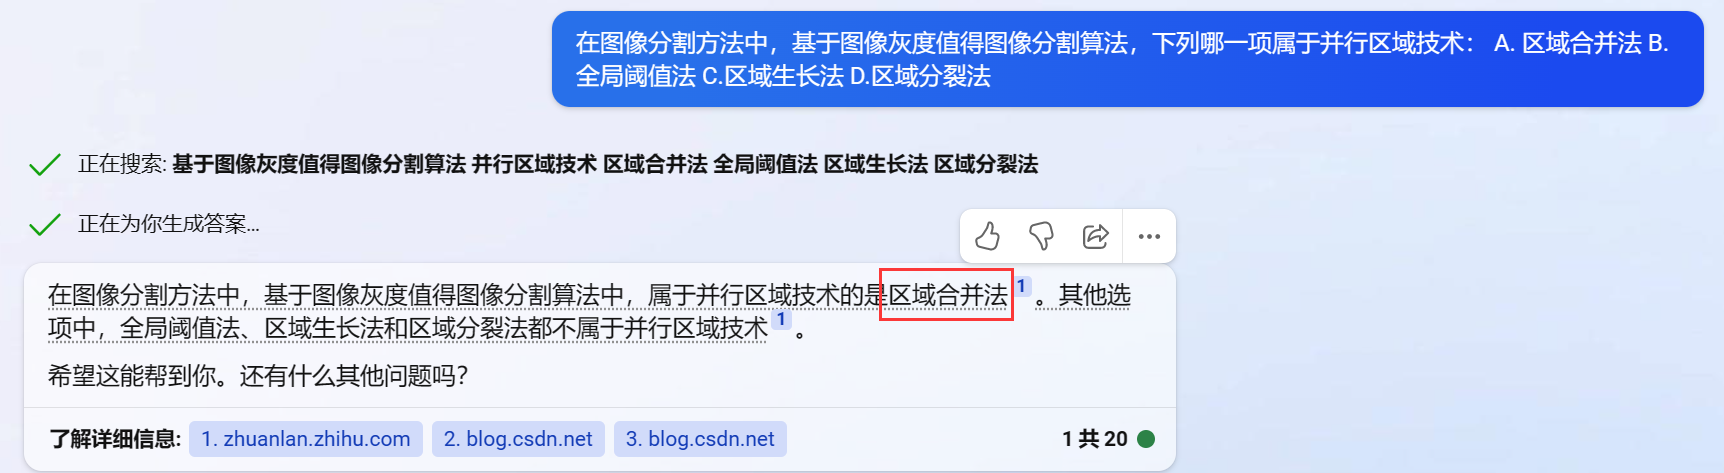 在图像分割方法中，基于图像灰度值得图像分割算法，下列哪一项属于并行区域技术： A. 区域合并法 B.
全局阈值法 C.区域生长法 D.区域分裂法
正在搜索: 基于图像灰度值得图像分割算法 并行区域技术 区域合并法 全局阈值法 区域生长法 区域分裂法
正在为你生成答案...
在图像分割方法中，基于图像灰度值得图像分割算法中，属于并行区域技术的是区域合并法 1 。其他选
项中，全局阈值法、区域生长法和区域分裂法都不属于并行区域技术 1 。
希望这能帮到你。还有什么其他问题吗？
了解详细信息: 1. zhuanlan.zhihu.com 2. blog.csdn.net 3. blog.csdn.net 1 共 20